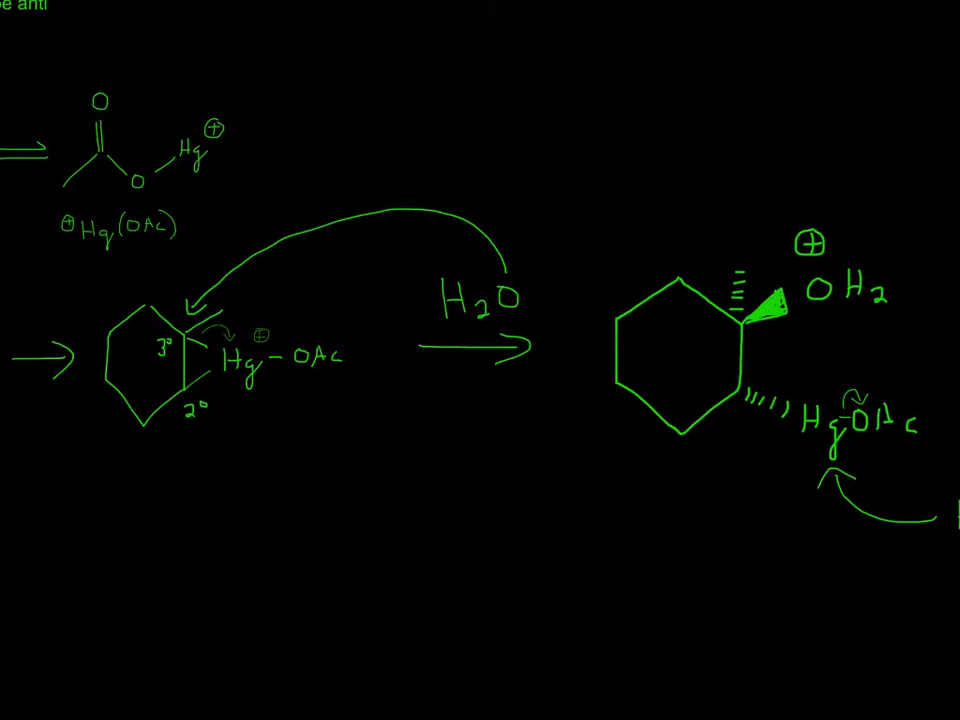 be anti
O
Hg ⊕
O
⊕Hg(OAc)
⊕
OH2
H2O
3° ⊕
Hg-OAc
2°
Hg-OAc